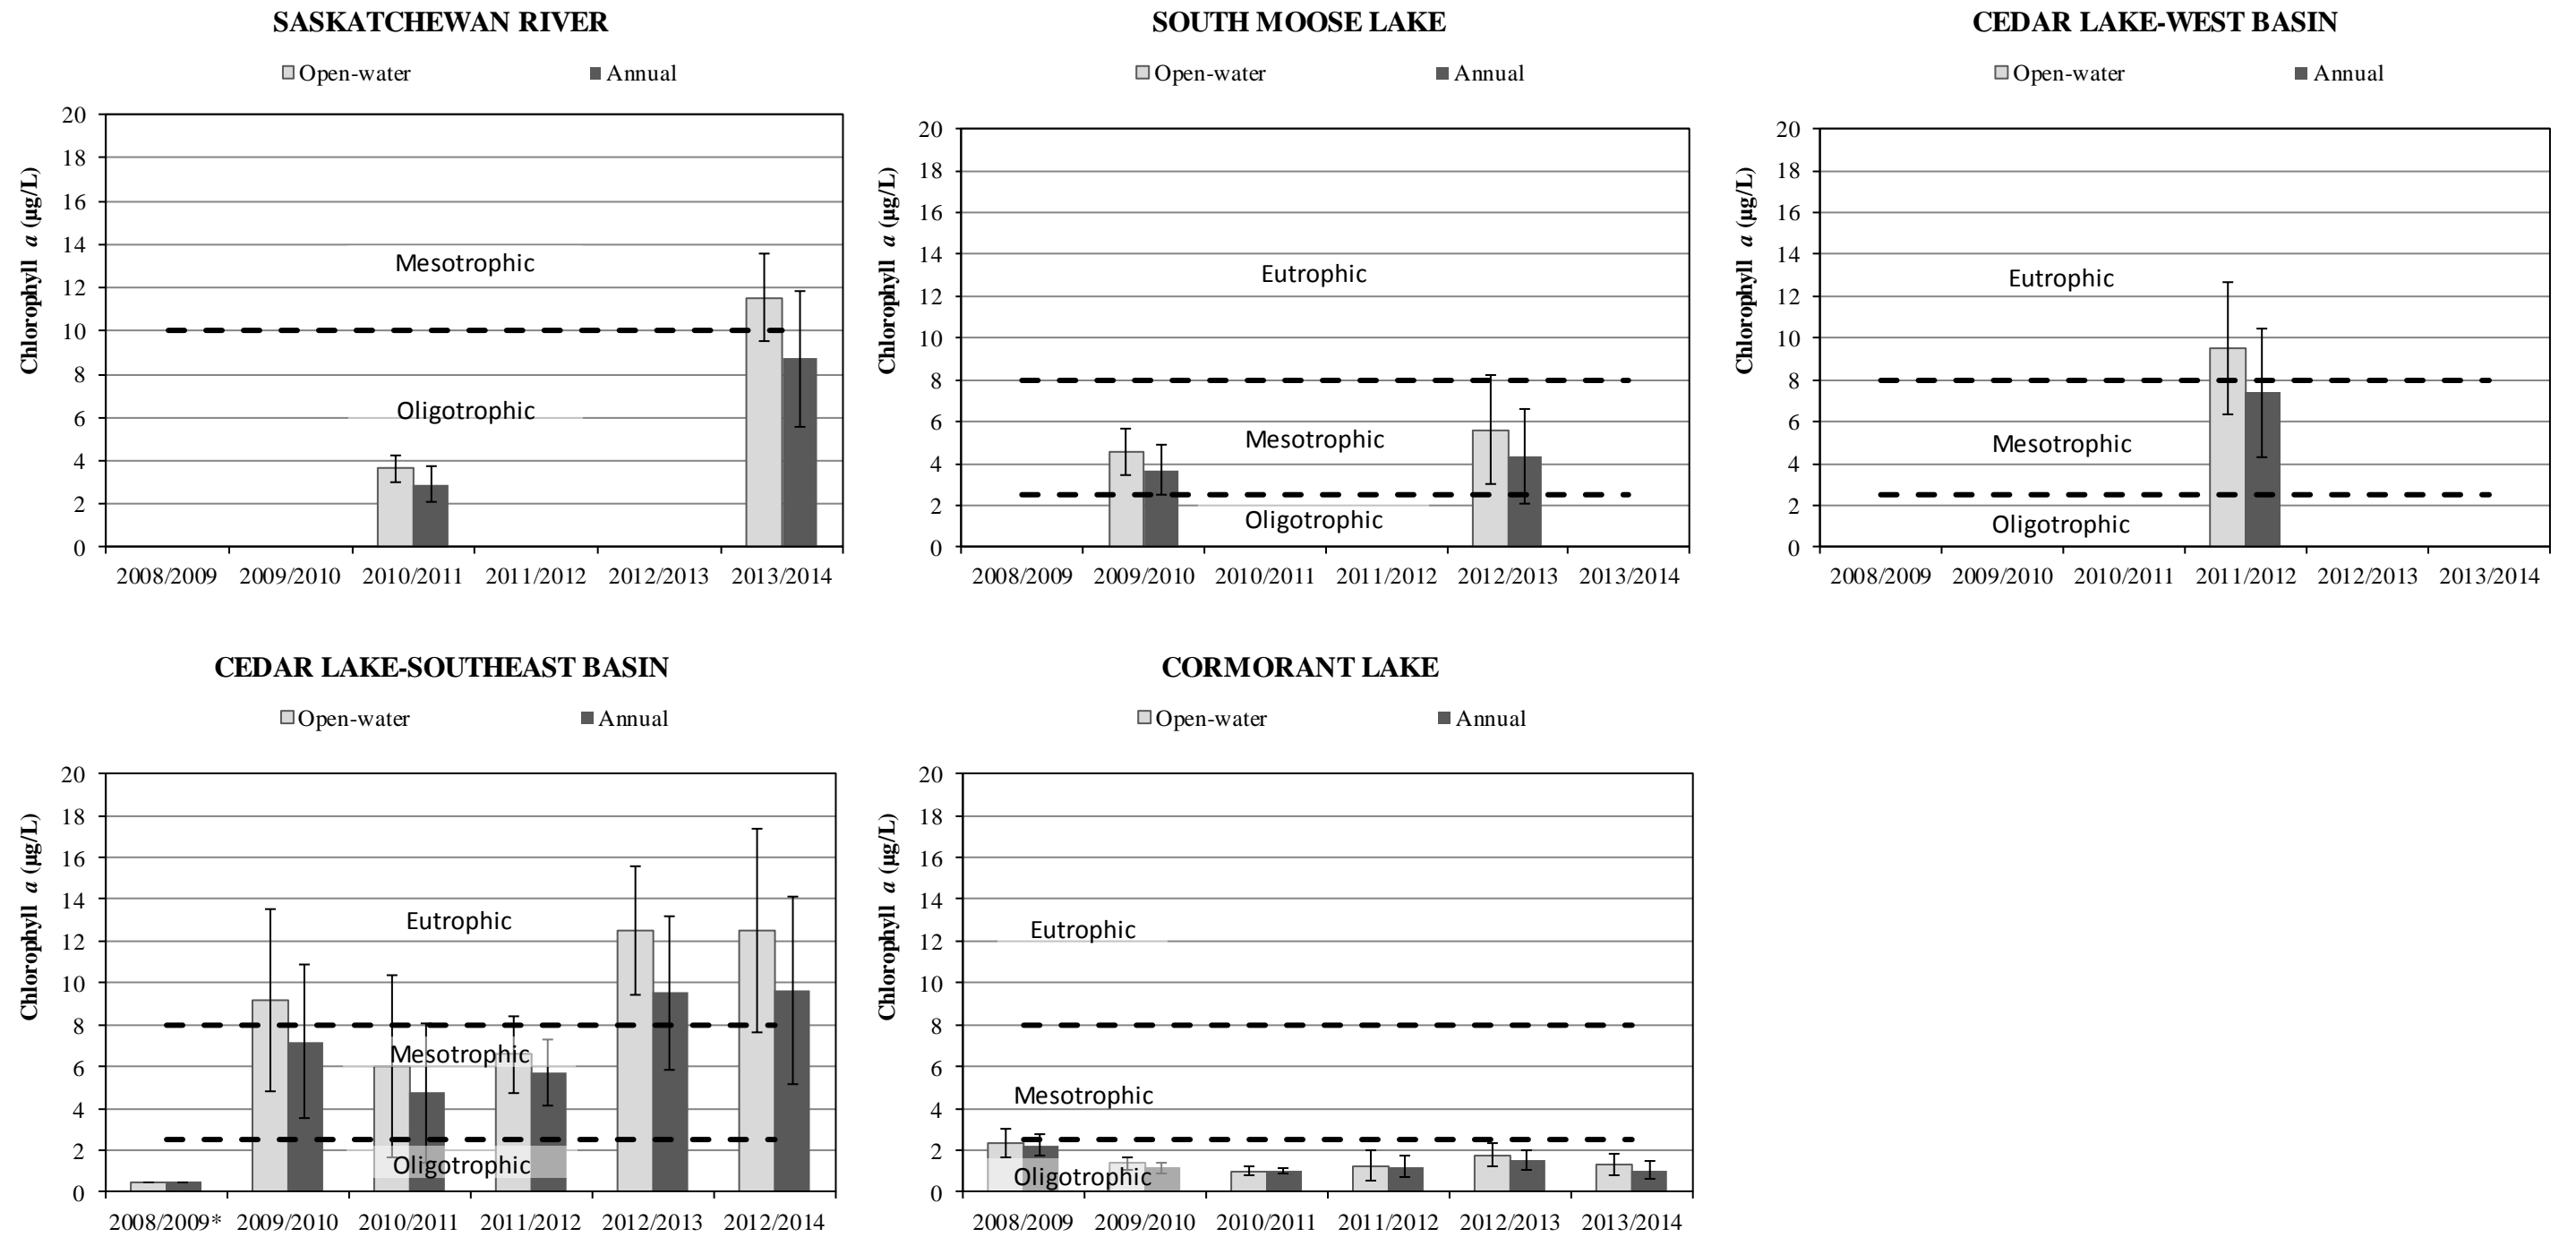 SASKATCHEWAN RIVER
Open-water Annual
Chlorophyll a (µg/L)
20
18
16
14
12
10
8
6
4
2
0
Mesotrophic
Oligotrophic
2008/2009 2009/2010 2010/2011 2011/2012 2012/2013 2013/2014
SOUTH MOOSE LAKE
Open-water Annual
Chlorophyll a (µg/L)
20
18
16
14
12
10
8
6
4
2
0
Eutrophic
Mesotrophic
Oligotrophic
2008/2009 2009/2010 2010/2011 2011/2012 2012/2013 2013/2014
CEDAR LAKE-WEST BASIN
Open-water Annual
Chlorophyll a (µg/L)
20
18
16
14
12
10
8
6
4
2
0
Eutrophic
Mesotrophic
Oligotrophic
2008/2009 2009/2010 2010/2011 2011/2012 2012/2013 2013/2014
CEDAR LAKE-SOUTHEAST BASIN
Open-water Annual
Chlorophyll a (µg/L)
20
18
16
14
12
10
8
6
4
2
0
Eutrophic
Mesotrophic
Oligotrophic
2008/2009* 2009/2010 2010/2011 2011/2012 2012/2013 2012/2014
CORMORANT LAKE
Open-water Annual
Chlorophyll a (µg/L)
20
18
16
14
12
10
8
6
4
2
0
Eutrophic
Mesotrophic
Oligotrophic
2008/2009 2009/2010 2010/2011 2011/2012 2012/2013 2013/2014